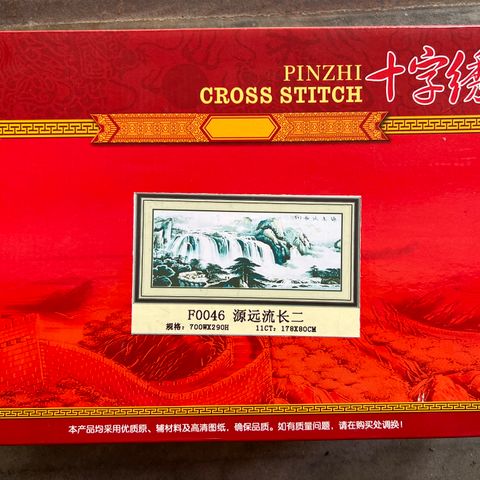 PINZHI
CROSS STITCH
十字绣
F0046 源远流长二
规格：700WX290H 11CT：178X80CM
本产品均采用优质原、辅材料及高清图纸，确保品质。如有质量问题，请在购买处调换！